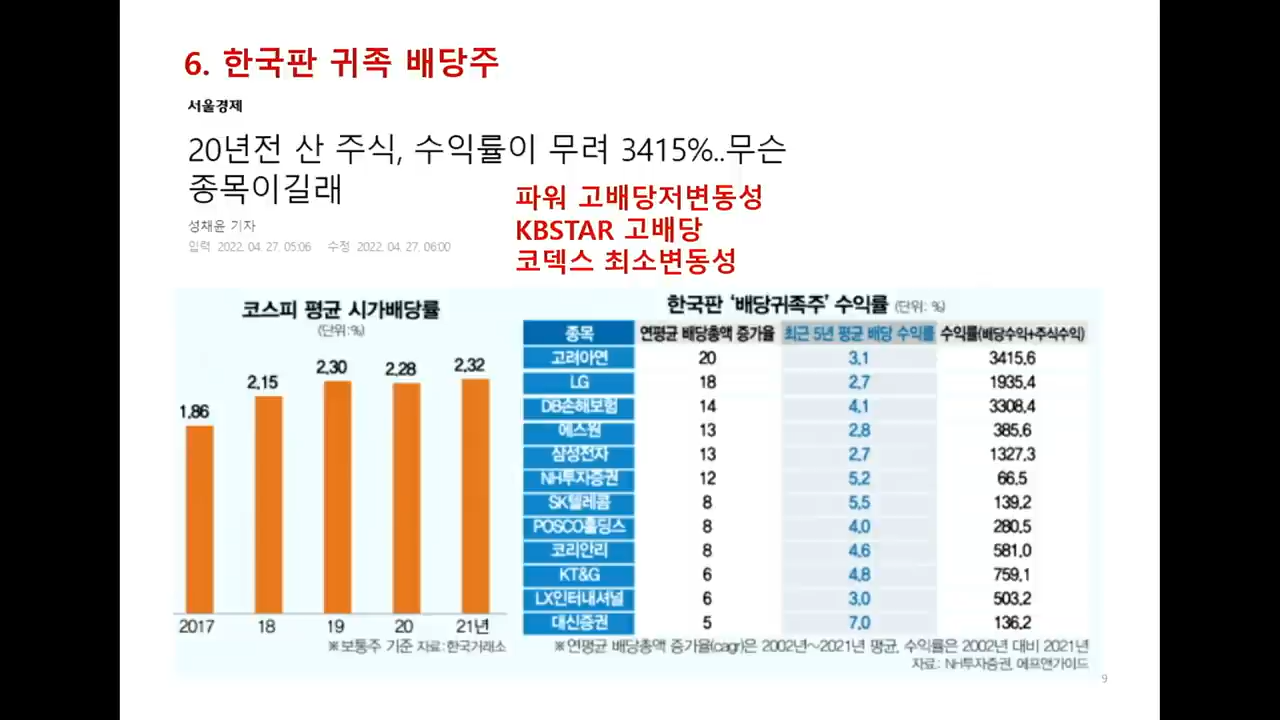 6. 한국판 귀족 배당주
서울경제
20년전 산 주식, 수익률이 무려 3415%..무슨
종목이길래
성채윤 기자
입력 2022. 04. 27. 05:06 수정 2022. 04. 27. 06:00
파워 고배당저변동성
KBSTAR 고배당
코덱스 최소변동성
코스피 평균 시가배당률
(단위:%)
1.86
2.15
2.30
2.28
2.32
2017 18 19 20 21년
※보통주 기준 자료:한국거래소
한국판 ‘배당귀족주’ 수익률 (단위: %)
종목 연평균 배당총액 증가율 최근 5년 평균 배당 수익률 수익률(배당수익+주식수익)
고려아연 20 3.1 3415.6
LG 18 2.7 1935.4
DB손해보험 14 4.1 3308.4
에스원 13 2.8 385.6
삼성전자 13 2.7 1327.3
NH투자증권 12 5.2 66.5
SK텔레콤 8 5.5 139.2
POSCO홀딩스 8 4.0 280.5
코리안리 8 4.6 581.0
KT&G 6 4.8 759.1
LX인터내셔널 6 3.0 503.2
대신증권 5 7.0 136.2
※연평균 배당총액 증가율(cagr)은 2002년~2021년 평균, 수익률은 2002년 대비 2021년
자료: NH투자증권, 에프앤가이드
9